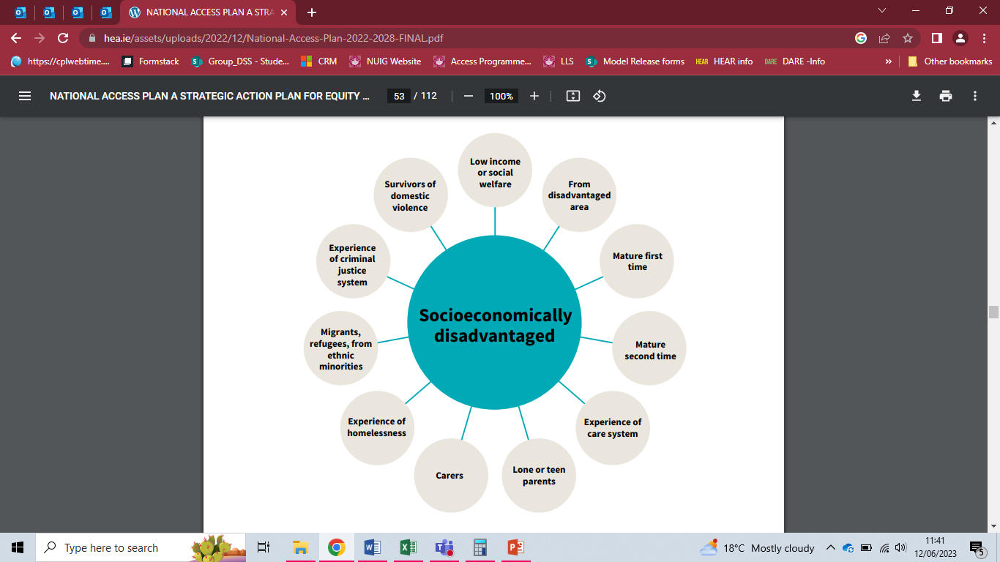 NATIONAL ACCESS PLAN A STRA
hea.ie/assets/uploads/2022/12/National-Access-Plan-2022-2028-FINAL.pdf
https://cplwebtime.... Formstack Group_DSS - Stude... CRM NUIG Website Access Programme... LLS Model Release forms HEAR HEAR info DARE DARE -Info » Other bookmarks
NATIONAL ACCESS PLAN A STRATEGIC ACTION PLAN FOR EQUITY ... 53 / 112 100%
Low income
or social
welfare
From
disadvantaged
area
Mature first
time
Mature
second time
Experience of
care system
Lone or teen
parents
Carers
Experience of
homelessness
Migrants,
refugees, from
ethnic
minorities
Experience
of criminal
justice
system
Survivors of
domestic
violence
Socioeconomically
disadvantaged
Type here to search
18°C Mostly cloudy
11:41
12/06/2023
5